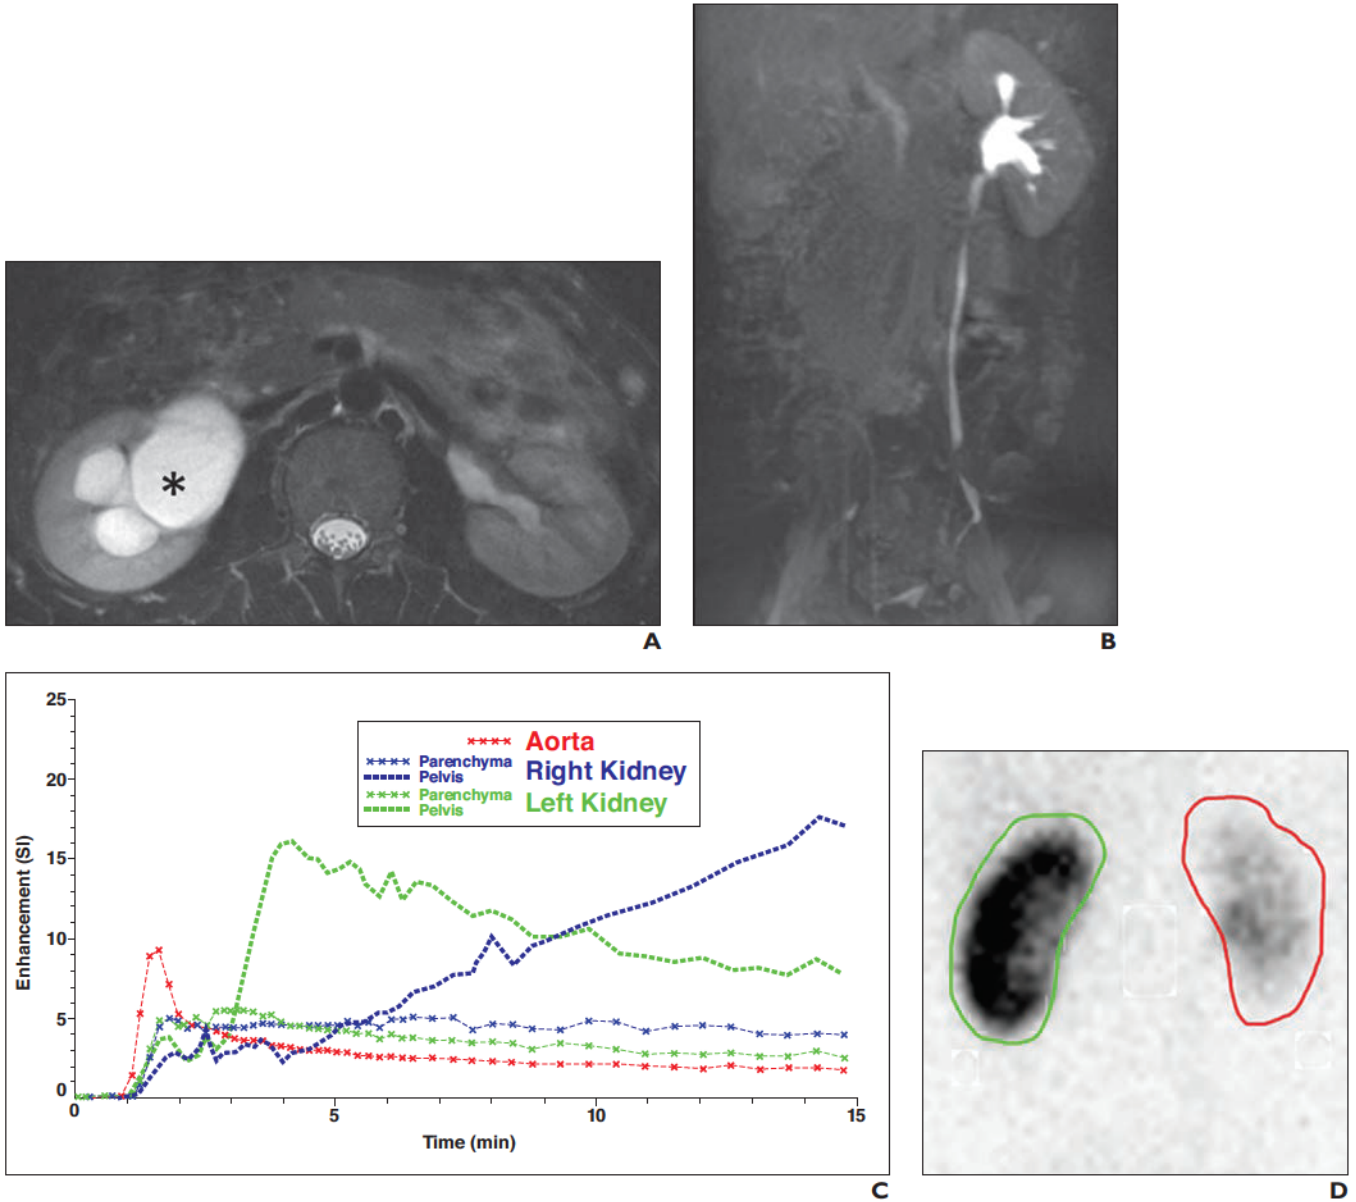 *
A
B
25
20
15
10
5
0
Enhancement (SI)
Aorta
Parenchyma
Pelvis
Right Kidney
Parenchyma
Pelvis
Left Kidney
0
5
10
15
Time (min)
C
D